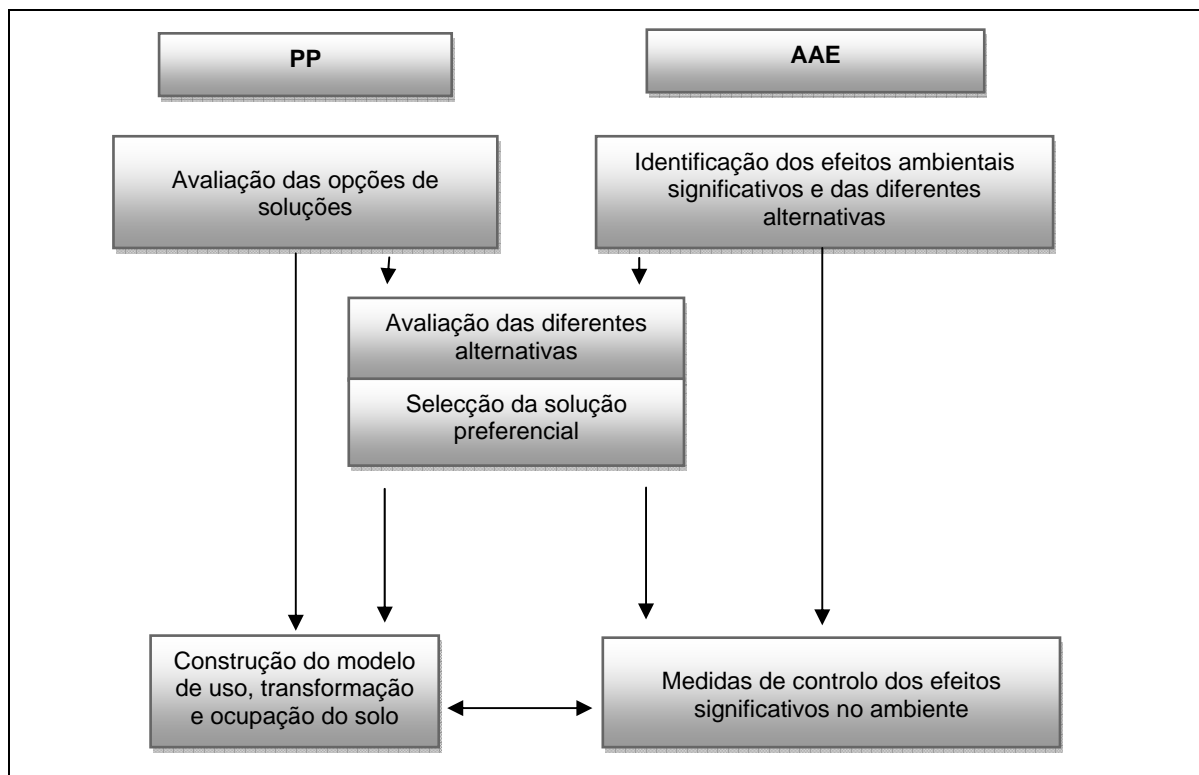 PP
AAE
Avaliação das opções de
soluções
Identificação dos efeitos ambientais
significativos e das diferentes
alternativas
Avaliação das diferentes
alternativas
Selecção da solução
preferencial
Construção do modelo
de uso, transformação
e ocupação do solo
Medidas de controlo dos efeitos
significativos no ambiente